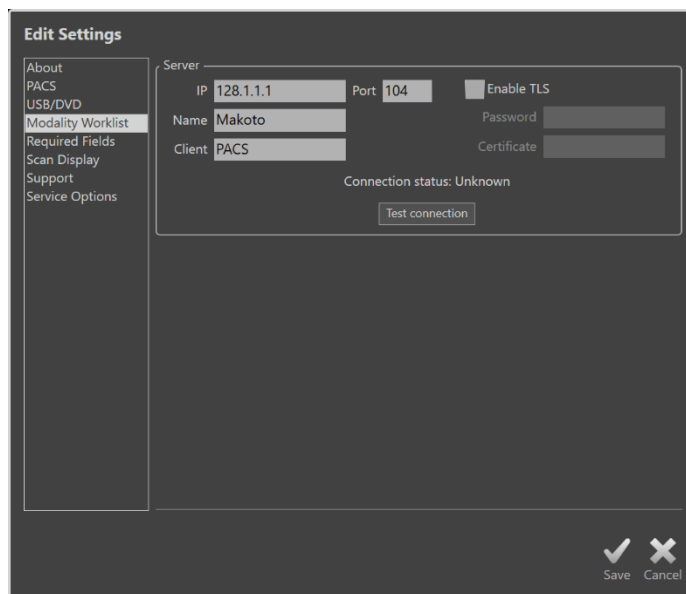 Edit Settings
About
PACS
USB/DVD
Modality Worklist
Required Fields
Scan Display
Support
Service Options
Server
IP 128.1.1.1 Port 104 Enable TLS
Name Makoto Password
Client PACS Certificate
Connection status: Unknown
Test connection
Save Cancel